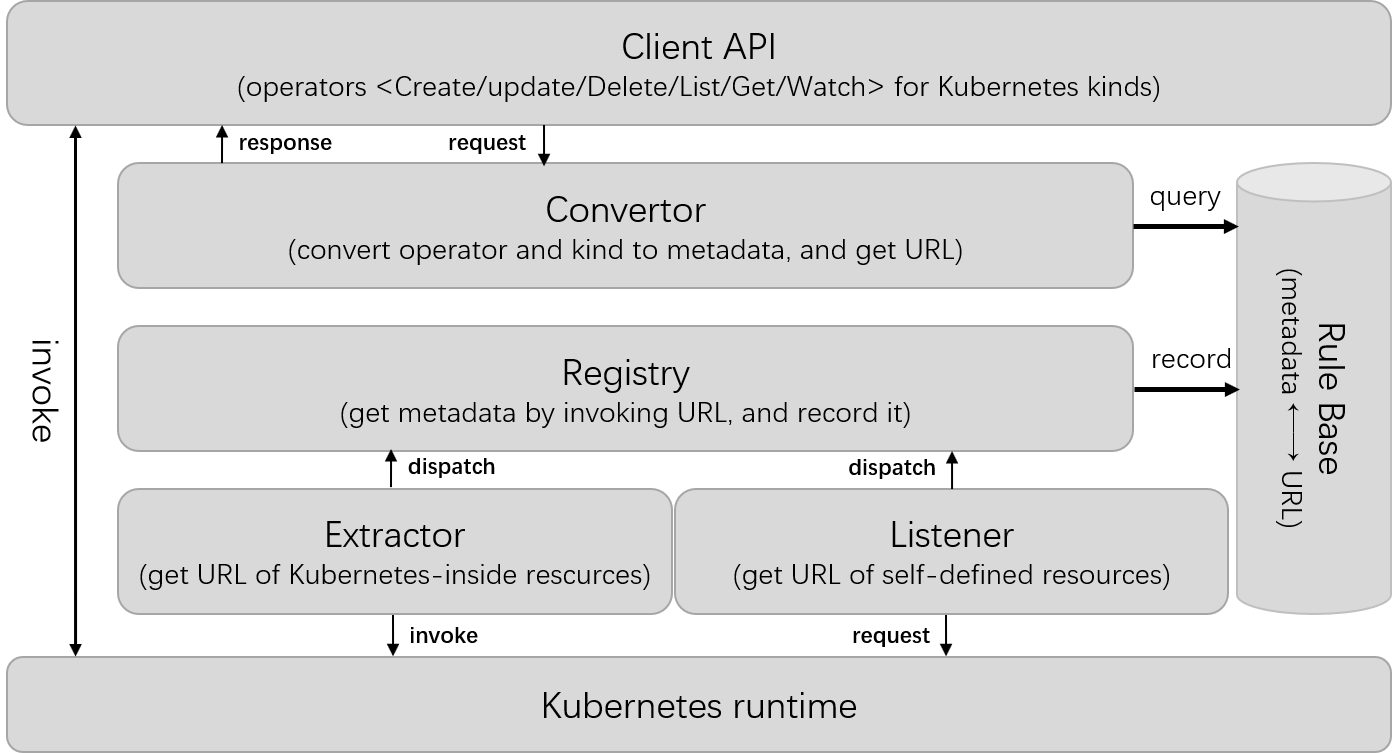 Client API
(operators <Create/update/Delete/List/Get/Watch> for Kubernetes kinds)
response
request
Convertor
(convert operator and kind to metadata, and get URL)
query
invoke
Registry
(get metadata by invoking URL, and record it)
record
Rule Base
(metadata ⟷ URL)
dispatch
dispatch
Extractor
(get URL of Kubernetes-inside rescurces)
Listener
(get URL of self-defined resources)
invoke
request
Kubernetes runtime